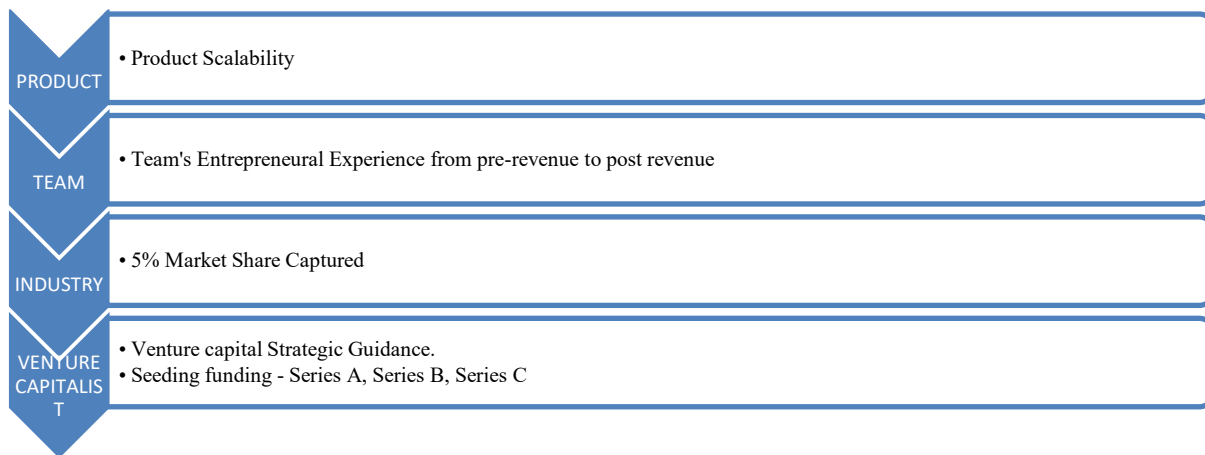 PRODUCT
• Product Scalability
TEAM
• Team's Entrepreneural Experience from pre-revenue to post revenue
INDUSTRY
• 5% Market Share Captured
VENTURE
CAPITALIS
T
• Venture capital Strategic Guidance.
• Seeding funding - Series A, Series B, Series C